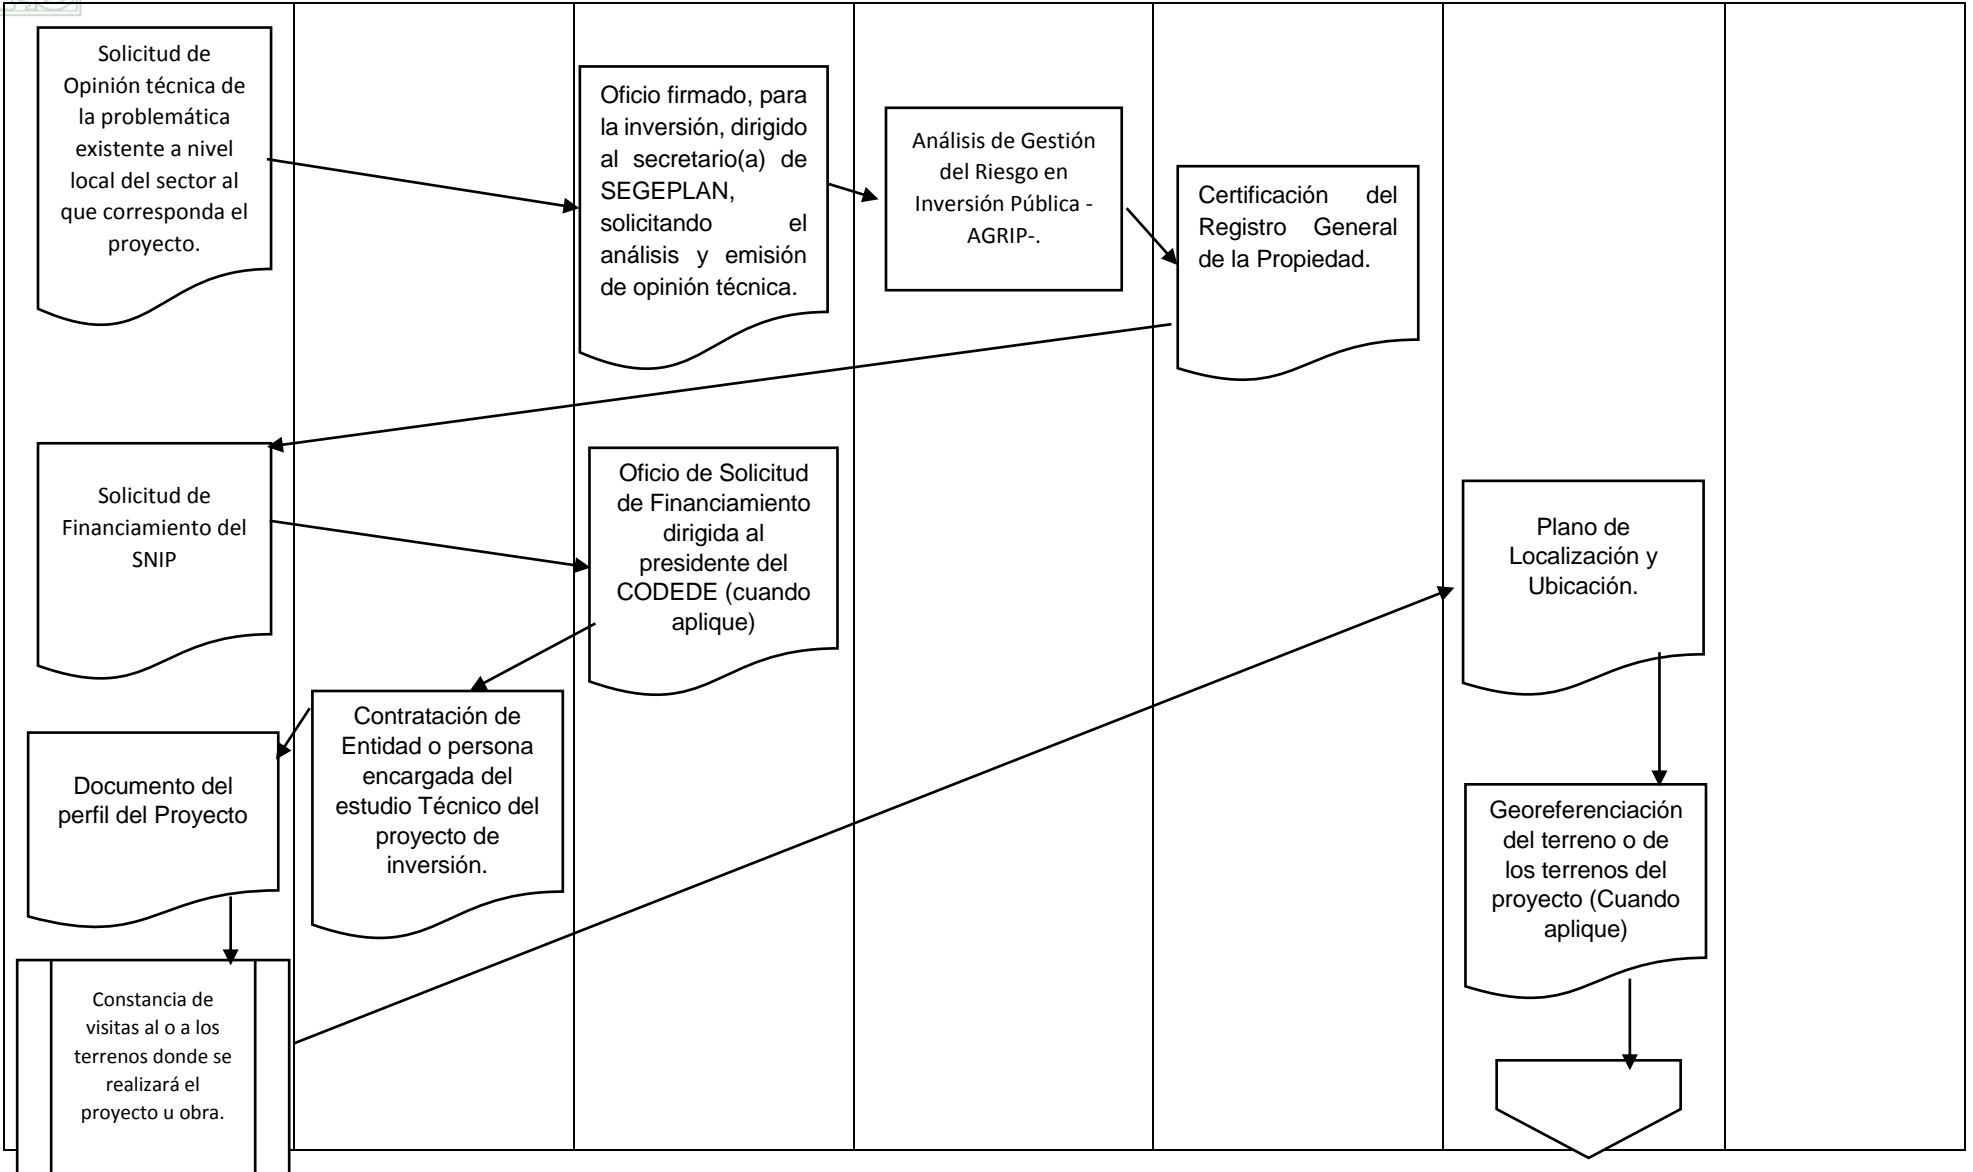 Solicitud de
Opinión técnica de
la problemática
existente a nivel
local del sector al
que corresponda el
proyecto.
Oficio firmado, para
la inversión, dirigido
al secretario(a) de
SEGEPLAN,
solicitando el
análisis y emisión
de opinión técnica.
Análisis de Gestión
del Riesgo en
Inversión Pública -
AGRIP-.
Certificación del
Registro General
de la Propiedad.
Solicitud de
Financiamiento del
SNIP
Oficio de Solicitud
de Financiamiento
dirigida al
presidente del
CODEDE (cuando
aplique)
Contratación de
Entidad o persona
encargada del
estudio Técnico del
proyecto de
inversión.
Documento del
perfil del Proyecto
Constancia de
visitas al o a los
terrenos donde se
realizará el
proyecto u obra.
Plano de
Localización y
Ubicación.
Georeferenciación
del terreno o de
los terrenos del
proyecto (Cuando
aplique)